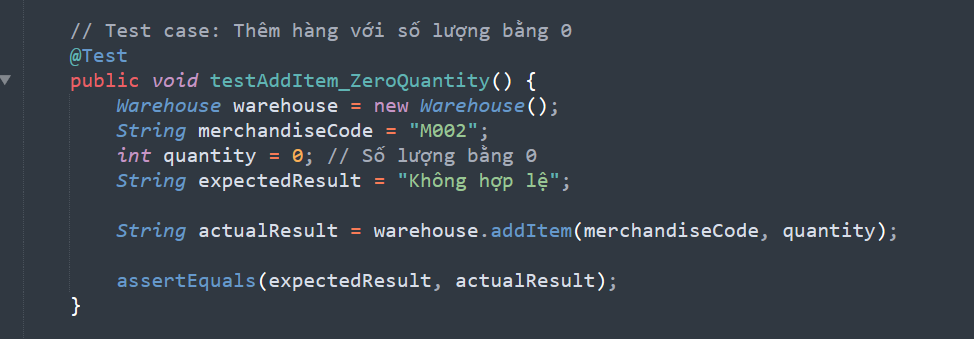 // Test case: Thêm hàng với số lượng bằng 0
@Test
public void testAddItem_ZeroQuantity() {
    Warehouse warehouse = new Warehouse();
    String merchandiseCode = "M002";
    int quantity = 0; // Số lượng bằng 0
    String expectedResult = "Không hợp lệ";

    String actualResult = warehouse.addItem(merchandiseCode, quantity);

    assertEquals(expectedResult, actualResult);
}